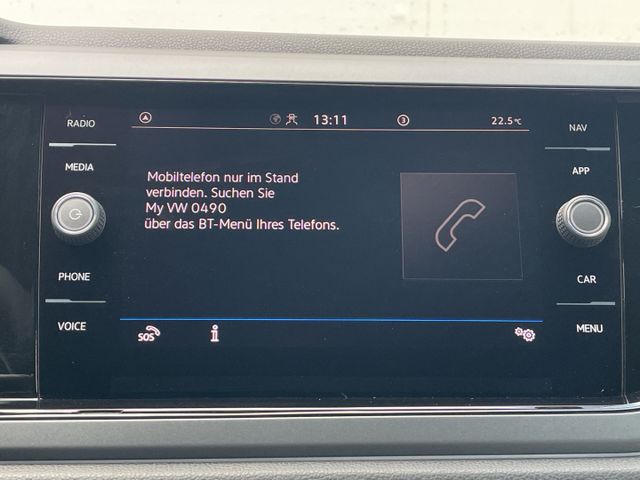 RADIO
MEDIA
PHONE
VOICE
13:11
3
22.5°C
Mobiltelefon nur im Stand
verbinden. Suchen Sie
My VW 0490
über das BT-Menü Ihres Telefons.
SOS
i
NAV
APP
CAR
MENU